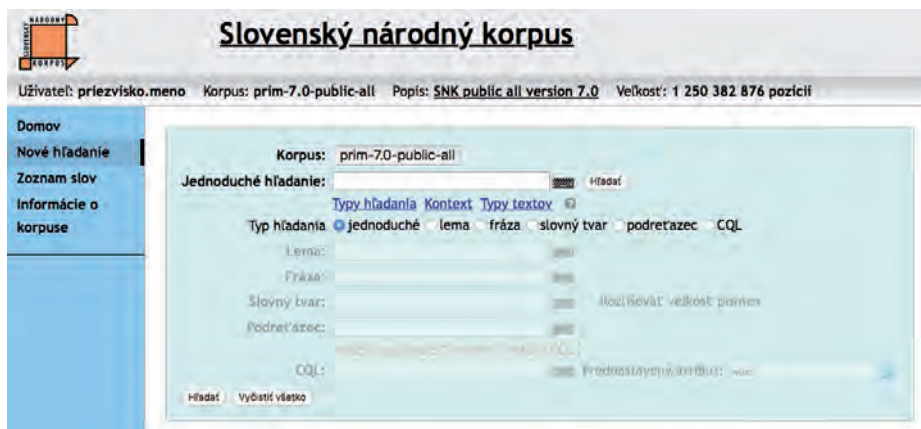 SLOVENSKÝ NÁRODNÝ KORPUS
Slovenský národný korpus
Užívateľ: priezvisko.meno Korpus: prim-7.0-public-all Popis: SNK public all version 7.0 Veľkosť: 1 250 382 876 pozícií
Domov
Nové hľadanie
Zoznam slov
Informácie o
korpuse
Korpus: prim-7.0-public-all
Jednoduché hľadanie: Hľadať
Typy hľadania Kontext Typy textov
Typ hľadania jednoduché lema fráza slovný tvar podreťazec CQL
Lema:
Fráza:
Slovný tvar: Rozlišovať veľkosť písmen
Podreťazec:
CQL: Prednastavený atribút:
Hľadať Vyčistiť všetko